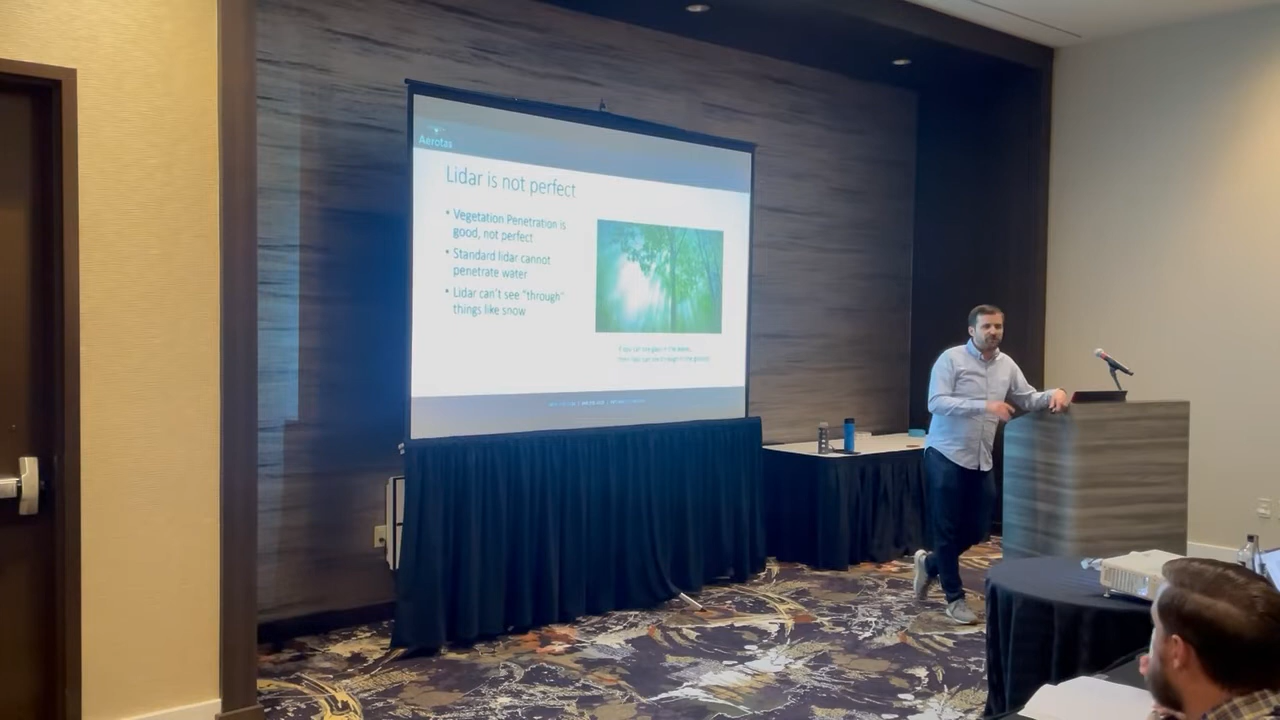 Aerotas
Lidar is not perfect
• Vegetation Penetration is
good, not perfect
• Standard lidar cannot
penetrate water
• Lidar can't see "through"
things like snow